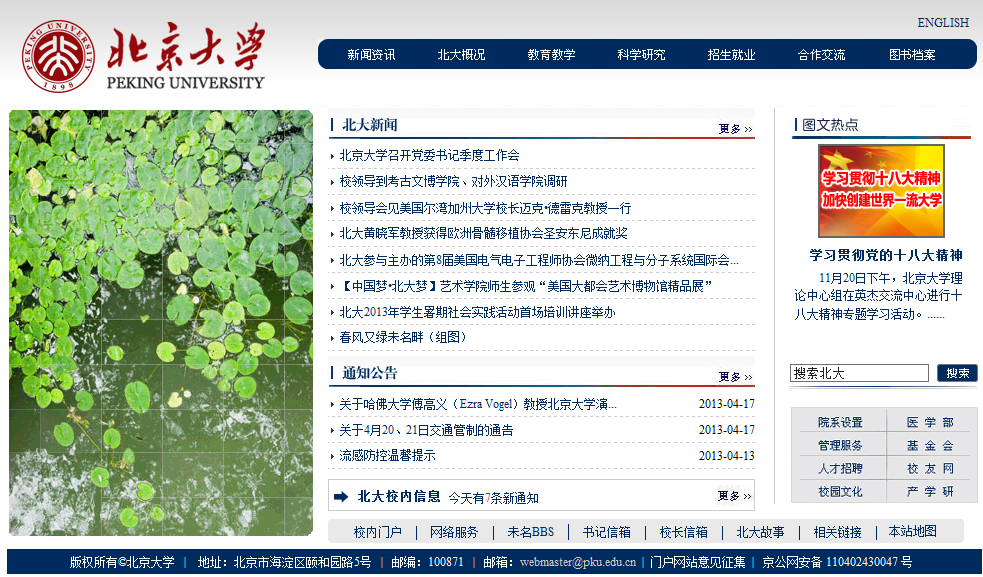 ENGLISH
PEKING UNIVERSITY
1898
北京大学
PEKING UNIVERSITY
新闻资讯 北大概况 教育教学 科学研究 招生就业 合作交流 图书档案
北大新闻
更多 >>
北京大学召开党委书记季度工作会
校领导到考古文博学院、对外汉语学院调研
校领导会见美国尔湾加州大学校长迈克•德雷克教授一行
北大黄晓军教授获得欧洲骨髓移植协会圣安东尼成就奖
北大参与主办的第8届美国电气电子工程师协会微纳工程与分子系统国际会...
【中国梦•北大梦】艺术学院师生参观“美国大都会艺术博物馆精品展”
北大2013年学生暑期社会实践活动首场培训讲座举办
春风又绿未名畔（组图）
通知公告
更多 >>
关于哈佛大学傅高义（Ezra Vogel）教授北京大学演... 2013-04-17
关于4月20、21日交通管制的通告 2013-04-17
流感防控温馨提示 2013-04-13
北大校内信息 今天有7条新通知 更多 >>
图文热点
学习贯彻十八大精神
加快创建世界一流大学
学习贯彻党的十八大精神
11月20日下午，北京大学理
论中心组在英杰交流中心进行十
八大精神专题学习活动。......
搜索北大 搜索
院系设置 医 学 部
管理服务 基 金 会
人才招聘 校 友 网
校园文化 产 学 研
校内门户 | 网络服务 | 未名BBS | 书记信箱 | 校长信箱 | 北大故事 | 相关链接 | 本站地图
版权所有©北京大学 | 地址：北京市海淀区颐和园路5号 | 邮编：100871 | 邮箱：webmaster@pku.edu.cn | 门户网站意见征集 | 京公网安备 110402430047 号